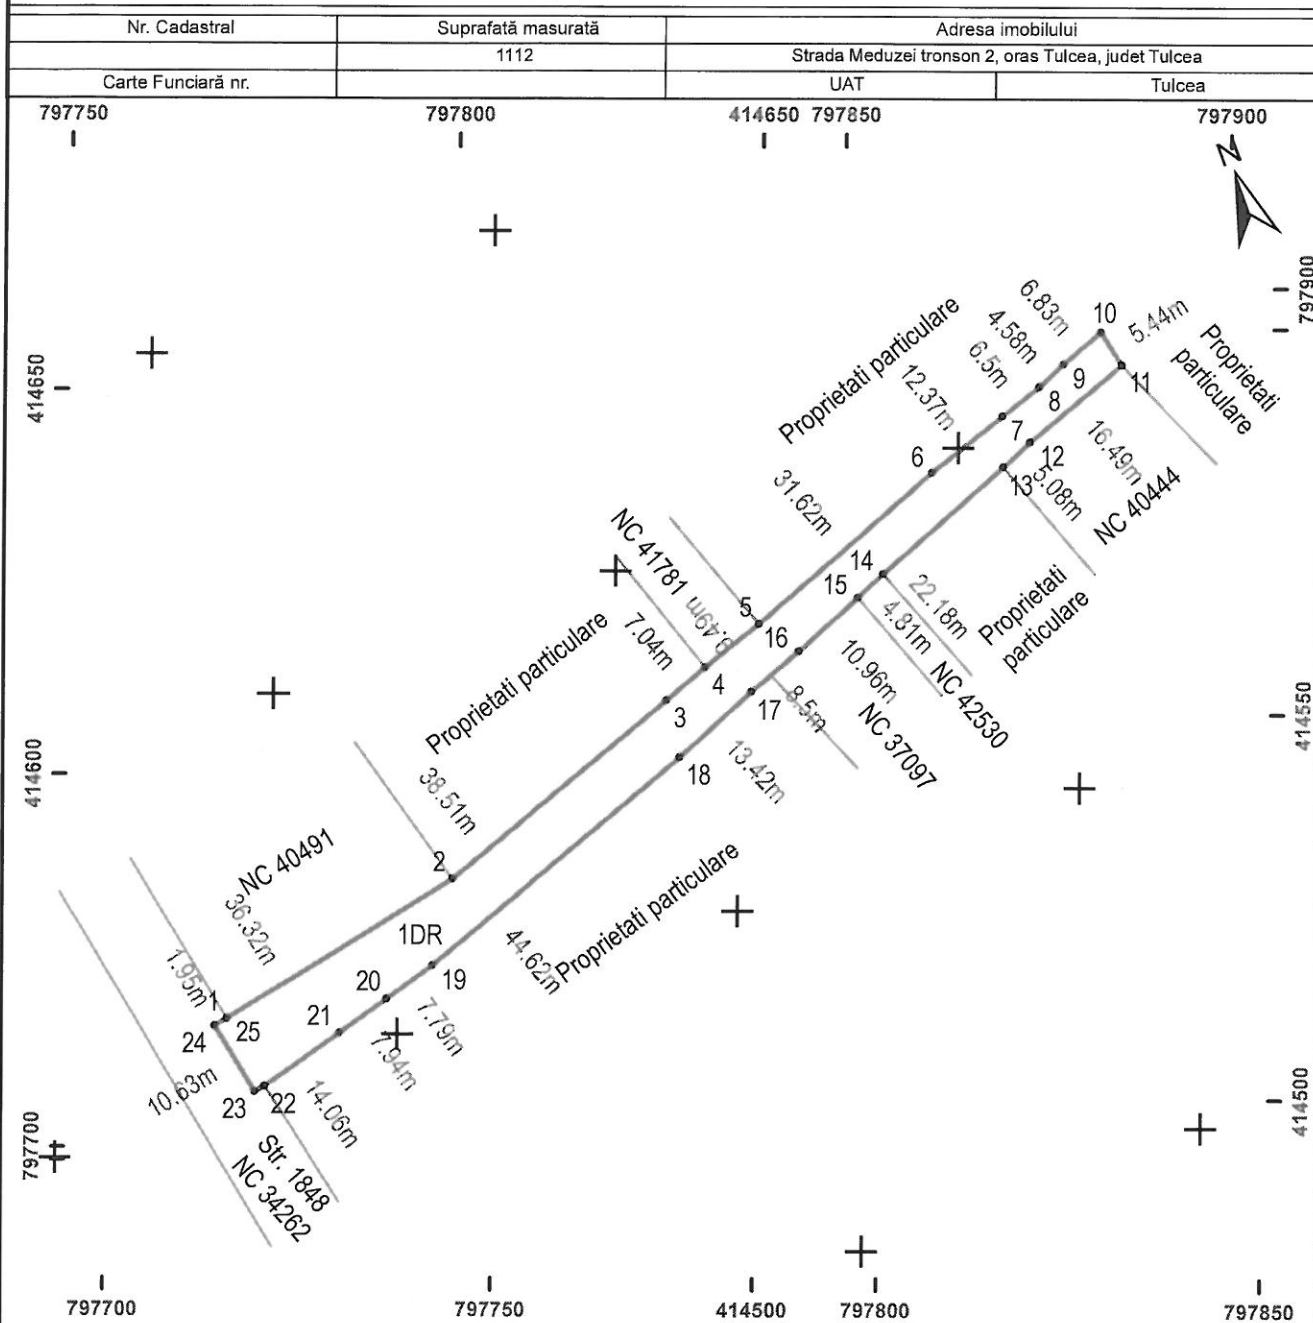 Nr. Cadastral Suprafată masurată Adresa imobilului
1112 Strada Meduzei tronson 2, oras Tulcea, judet Tulcea
Carte Funciară nr. UAT Tulcea
797750 797800 414650 797850 797900
N
797900
414650
414600
797700
414550
414500
10
6.83m
5.44m
Proprietati
particulare
4.58m
9
11
6.5m
8
Proprietati particulare
12.37m
7
12
16.49m
6
13
5.08m
NC 40444
31.62m
NC 41781
14
15
22.18m
Proprietati
particulare
5
16
4.81m
9.49m
7.04m
4
10.96m
NC 42530
Proprietati particulare
3
17
8.5m
NC 37097
18
13.42m
38.51m
2
NC 40491
36.32m
1DR
Proprietati particulare
44.62m
19
20
7.79m
1.95m
1
25
21
7.94m
24
10.63m
23
22
14.06m
Str. 1848
NC 34262
797700 797750 414500 797800 797850